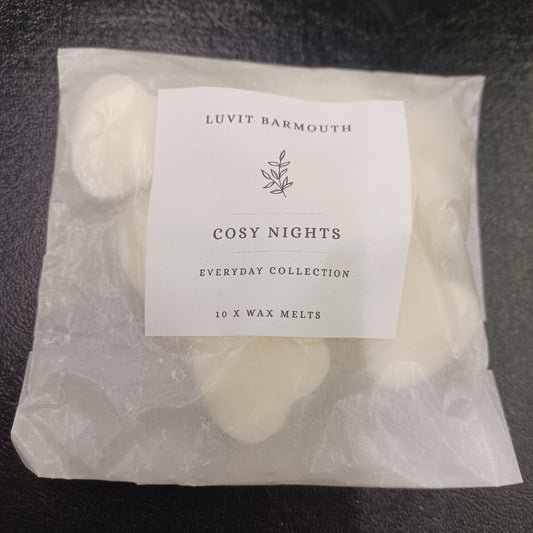 LUVIT BARMOUTH
COSY NIGHTS
EVERYDAY COLLECTION
10 X WAX MELTS